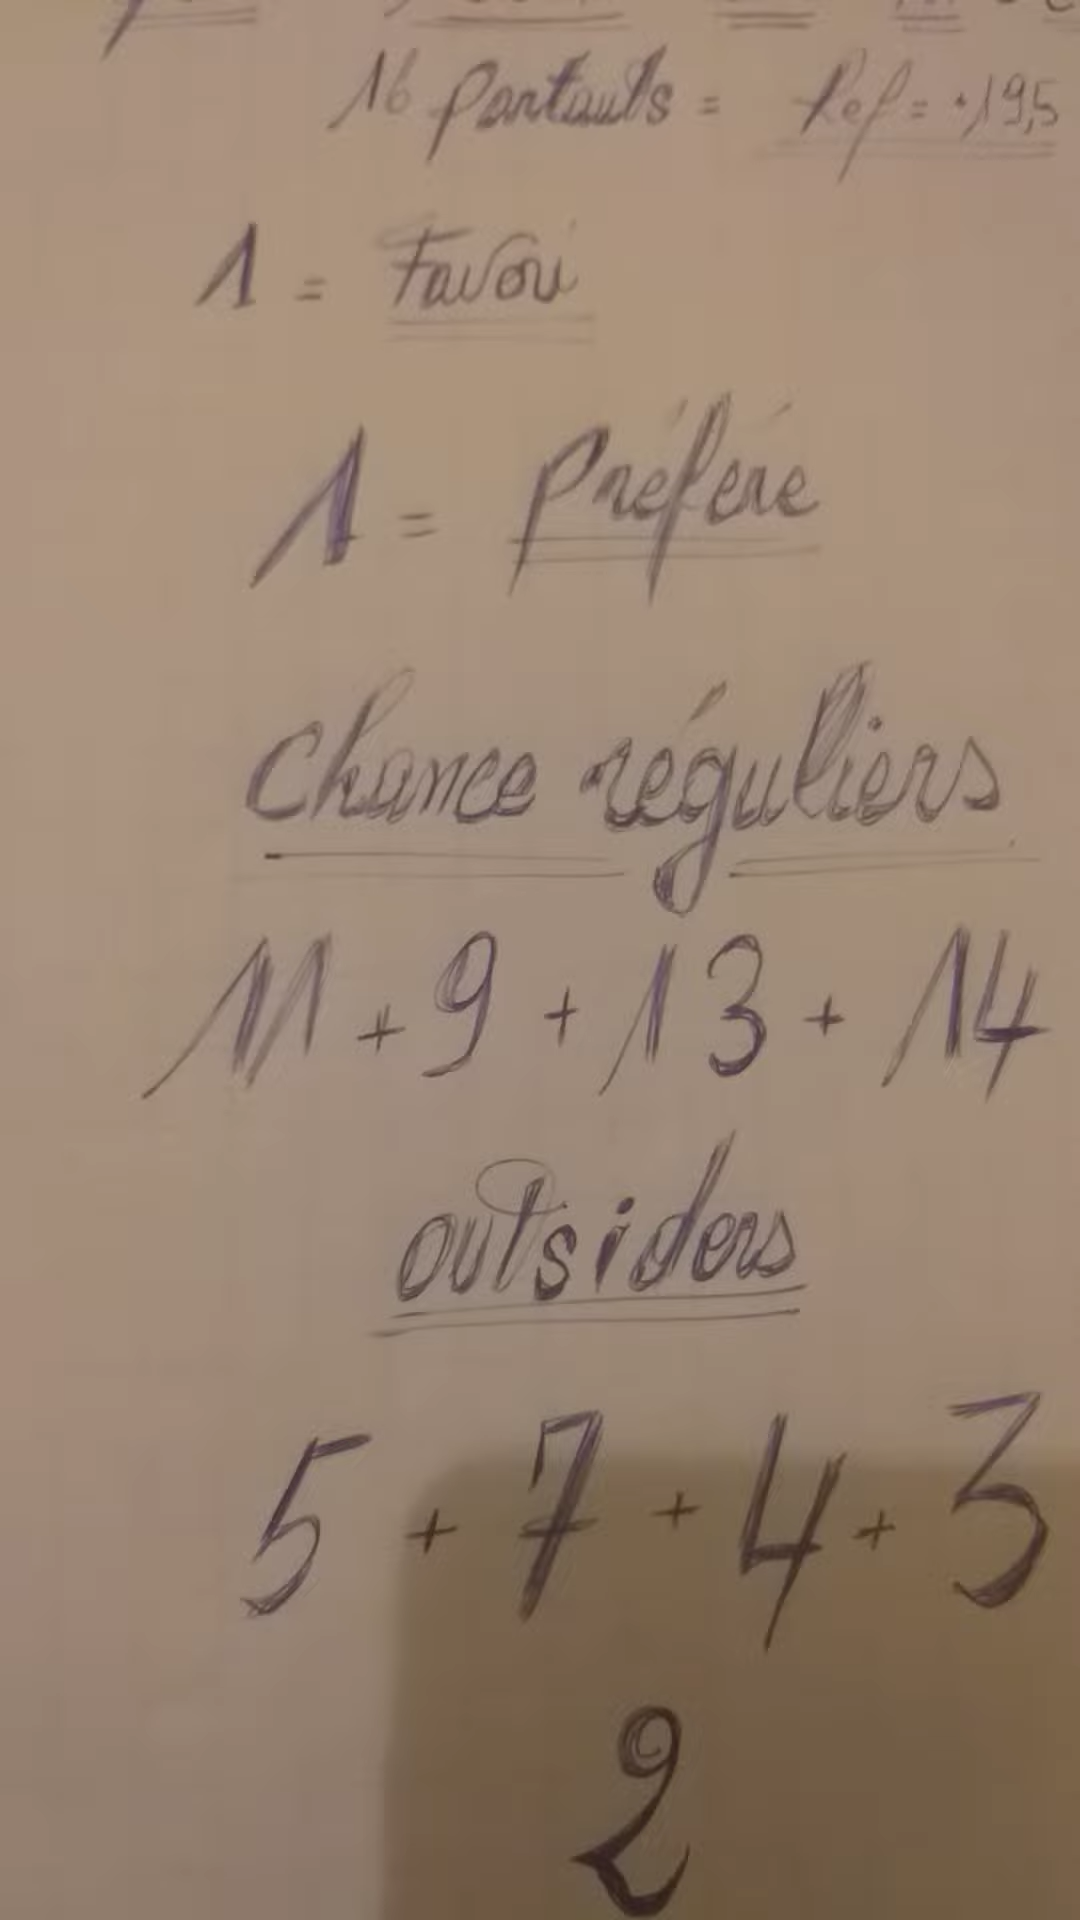 16 Partants = Ref = +19,5
1 = Favori
1 = Préféré
Chance réguliers
11 + 9 + 13 + 14
outsiders
5 + 7 + 4 + 3
2